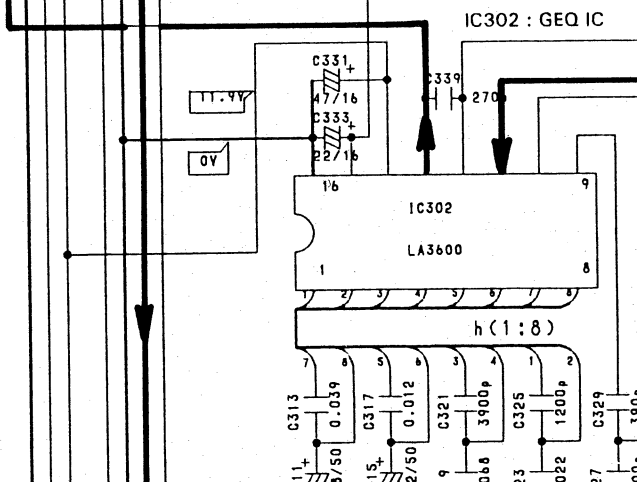 IC302 : GEQ IC
C331
+
C339
11.9V
47/16
270
C333
+
0V
22/16
16
9
IC302
LA3600
1
8
1 2 3 4 5 6 7 8
h(1:8)
7 8 5 6 3 4 1 2
C313
0.039
C317
0.012
C321
3900p
C325
1200p
C329
+
/50
+
/50